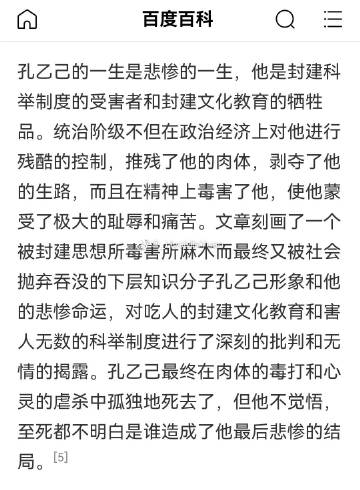 百度百科
孔乙己的一生是悲惨的一生，他是封建科
举制度的受害者和封建文化教育的牺牲
品。统治阶级不但在政治经济上对他进行
残酷的控制，推残了他的肉体，剥夺了他
的生路，而且在精神上毒害了他，使他蒙
受了极大的耻辱和痛苦。文章刻画了一个
被封建思想所毒害所麻木而最终又被社会
抛弃吞没的下层知识分子孔乙己形象和他
的悲惨命运，对吃人的封建文化教育和害
人无数的科举制度进行了深刻的批判和无
情的揭露。孔乙己最终在肉体的毒打和心
灵的虐杀中孤独地死去了，但他不觉悟，
至死都不明白是谁造成了他最后悲惨的结
局。[5]